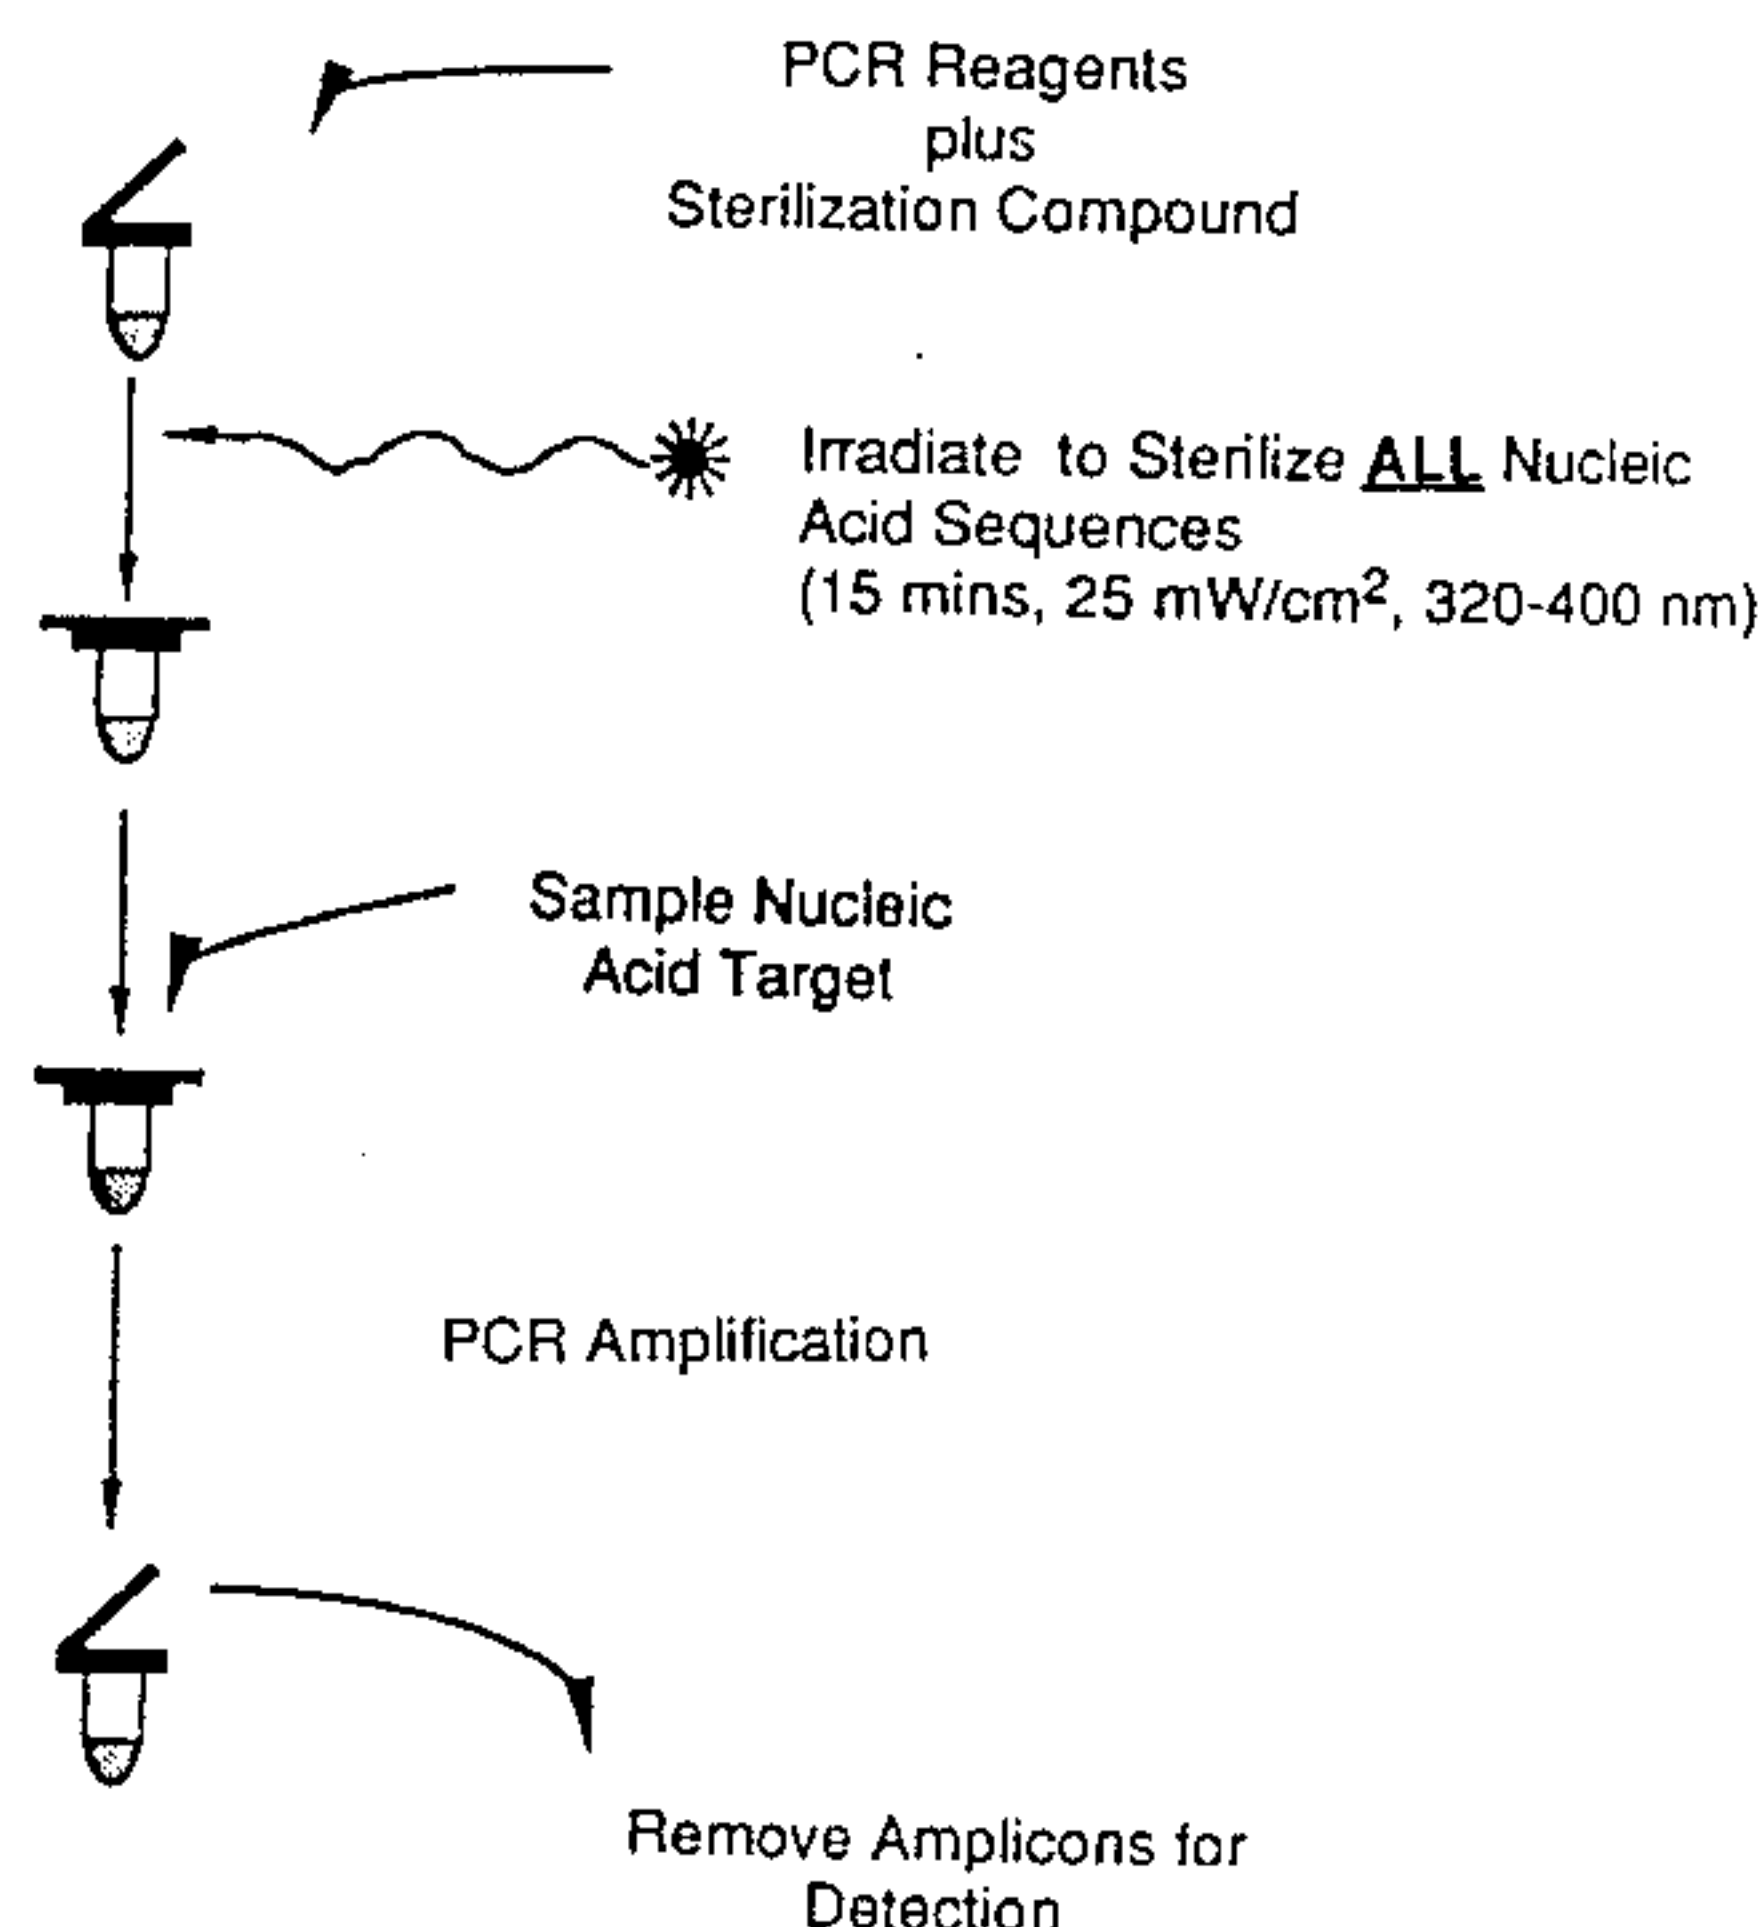 PCR Reagents
plus
Sterilization Compound
Irradiate to Sterilize ALL Nucleic
Acid Sequences
(15 mins, 25 mW/cm², 320-400 nm)
Sample Nucleic
Acid Target
PCR Amplification
Remove Amplicons for
Detection